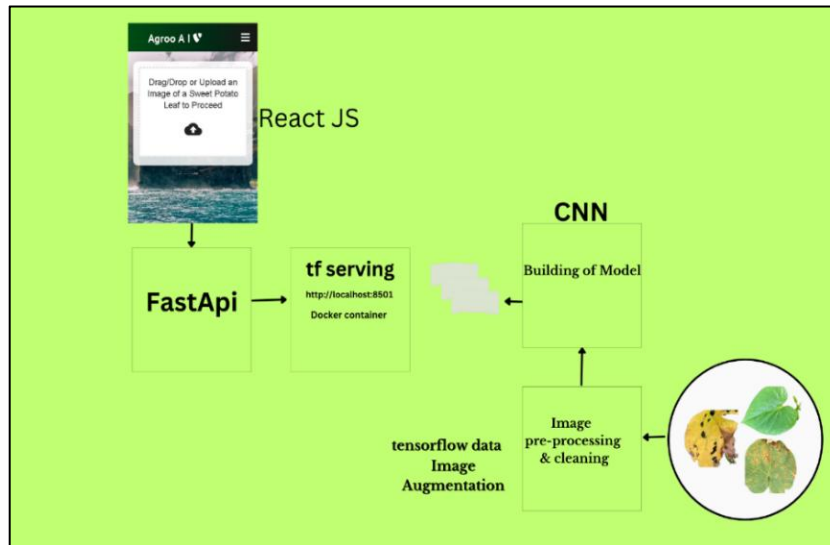 Agroo A I
Drag/Drop or Upload an
Image of a Sweet Potato
Leaf to Proceed
React JS
FastApi
tf serving
http://localhost:8501
Docker container
CNN
Building of Model
tensorflow data
Image
Augmentation
Image
pre-processing
& cleaning